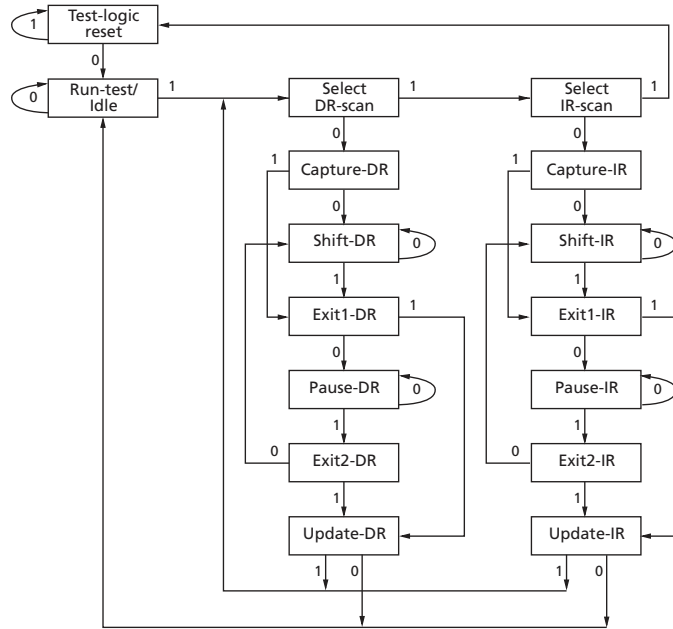 Test-logic
reset
1
0
Run-test/
Idle
0
1
Select
DR-scan
1
Select
IR-scan
1
0
0
1
Capture-DR
1
Capture-IR
0
0
Shift-DR
0
Shift-IR
0
1
1
Exit1-DR
1
Exit1-IR
1
0
0
Pause-DR
0
Pause-IR
0
1
1
0
Exit2-DR
0
Exit2-IR
1
1
Update-DR
Update-IR
1
0
1
0